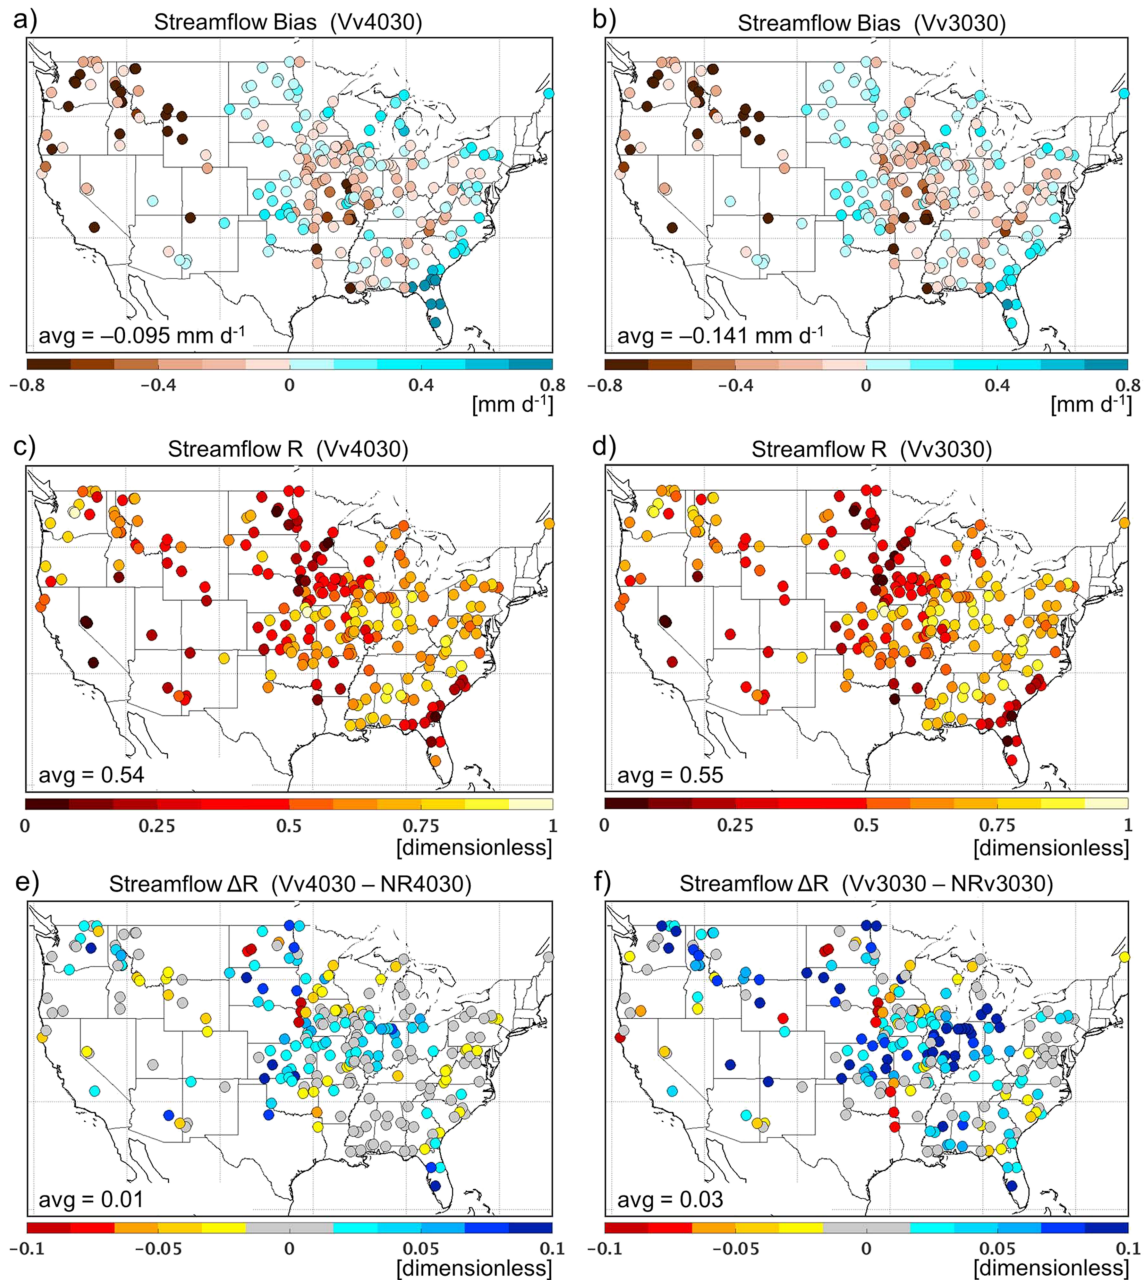 a) Streamflow Bias (Vv4030)
b) Streamflow Bias (Vv3030)
avg = –0.095 mm d-1
avg = –0.141 mm d-1
–0.8 –0.4 0 0.4 0.8
–0.8 –0.4 0 0.4 0.8
[mm d-1]
[mm d-1]
c) Streamflow R (Vv4030)
d) Streamflow R (Vv3030)
avg = 0.54
avg = 0.55
0 0.25 0.5 0.75 1
0 0.25 0.5 0.75 1
[dimensionless]
[dimensionless]
e) Streamflow ΔR (Vv4030 – NR4030)
f) Streamflow ΔR (Vv3030 – NRv3030)
avg = 0.01
avg = 0.03
–0.1 –0.05 0 0.05 0.1
–0.1 –0.05 0 0.05 0.1
[dimensionless]
[dimensionless]